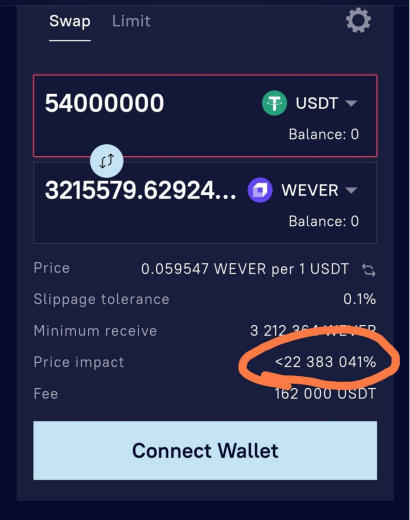 Swap Limit
54000000 USDT
Balance: 0
3215579.62924... WEVER
Balance: 0
Price 0.059547 WEVER per 1 USDT
Slippage tolerance 0.1%
Minimum receive 3 212 364 WEVER
Price impact <22 383 041%
Fee 162 000 USDT
Connect Wallet